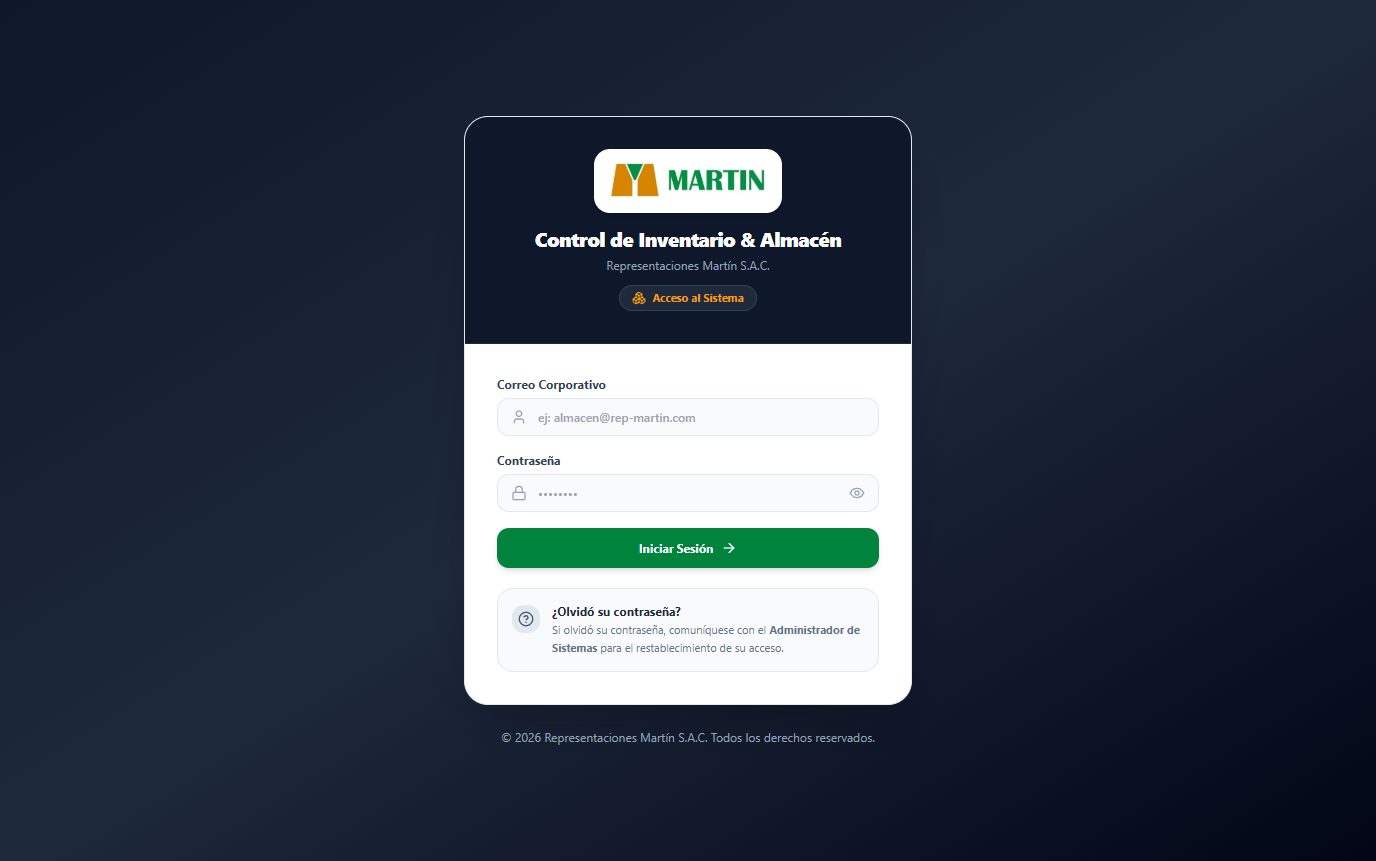 MARTIN
Control de Inventario & Almacén
Representaciones Martín S.A.C.
Acceso al Sistema
Correo Corporativo
ej: almacen@rep-martin.com
Contraseña
••••••••
Iniciar Sesión
¿Olvidó su contraseña?
Si olvidó su contraseña, comuníquese con el Administrador de
Sistemas para el restablecimiento de su acceso.
© 2026 Representaciones Martín S.A.C. Todos los derechos reservados.